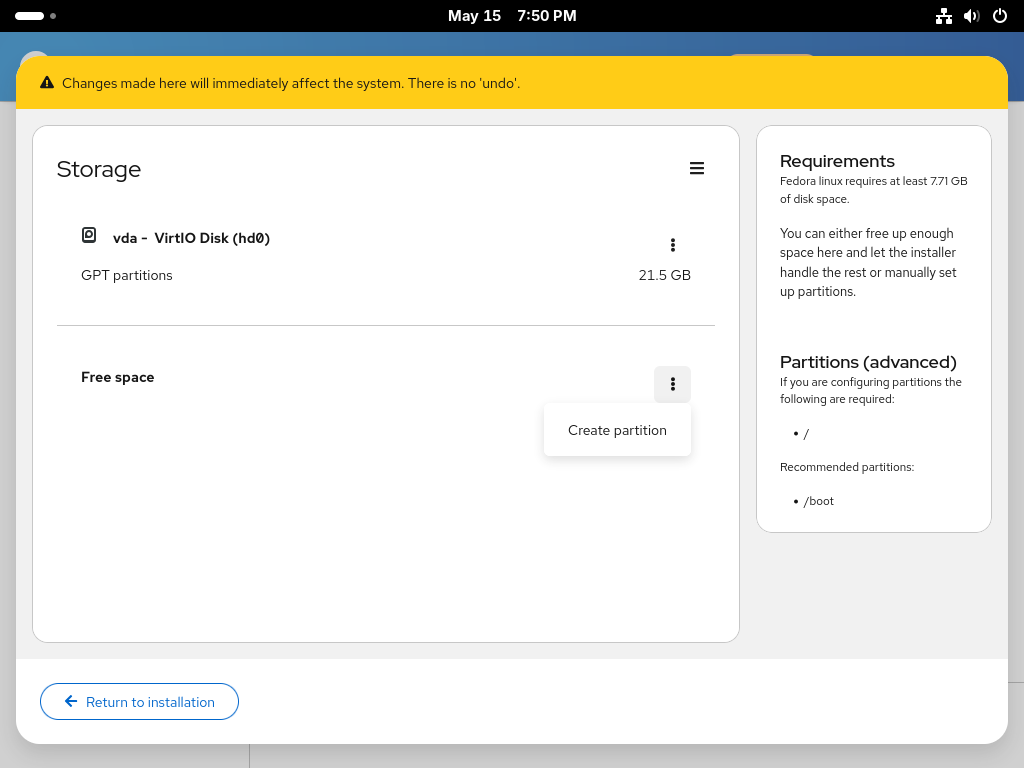 May 15 7:50 PM
Changes made here will immediately affect the system. There is no 'undo'.
Storage
vda - VirtIO Disk (hd0)
GPT partitions 21.5 GB
Free space
Create partition
Requirements
Fedora linux requires at least 7.71 GB
of disk space.
You can either free up enough
space here and let the installer
handle the rest or manually set
up partitions.
Partitions (advanced)
If you are configuring partitions the
following are required:
• /
Recommended partitions:
• /boot
Return to installation